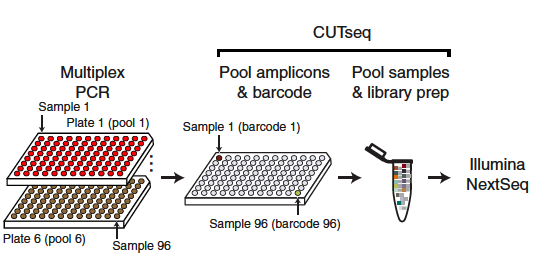 CUTseq
Multiplex
PCR
Pool amplicons
& barcode
Pool samples
& library prep
Sample 1
Plate 1 (pool 1)
Sample 1 (barcode 1)
Illumina
NextSeq
Sample 96 (barcode 96)
Plate 6 (pool 6)
Sample 96